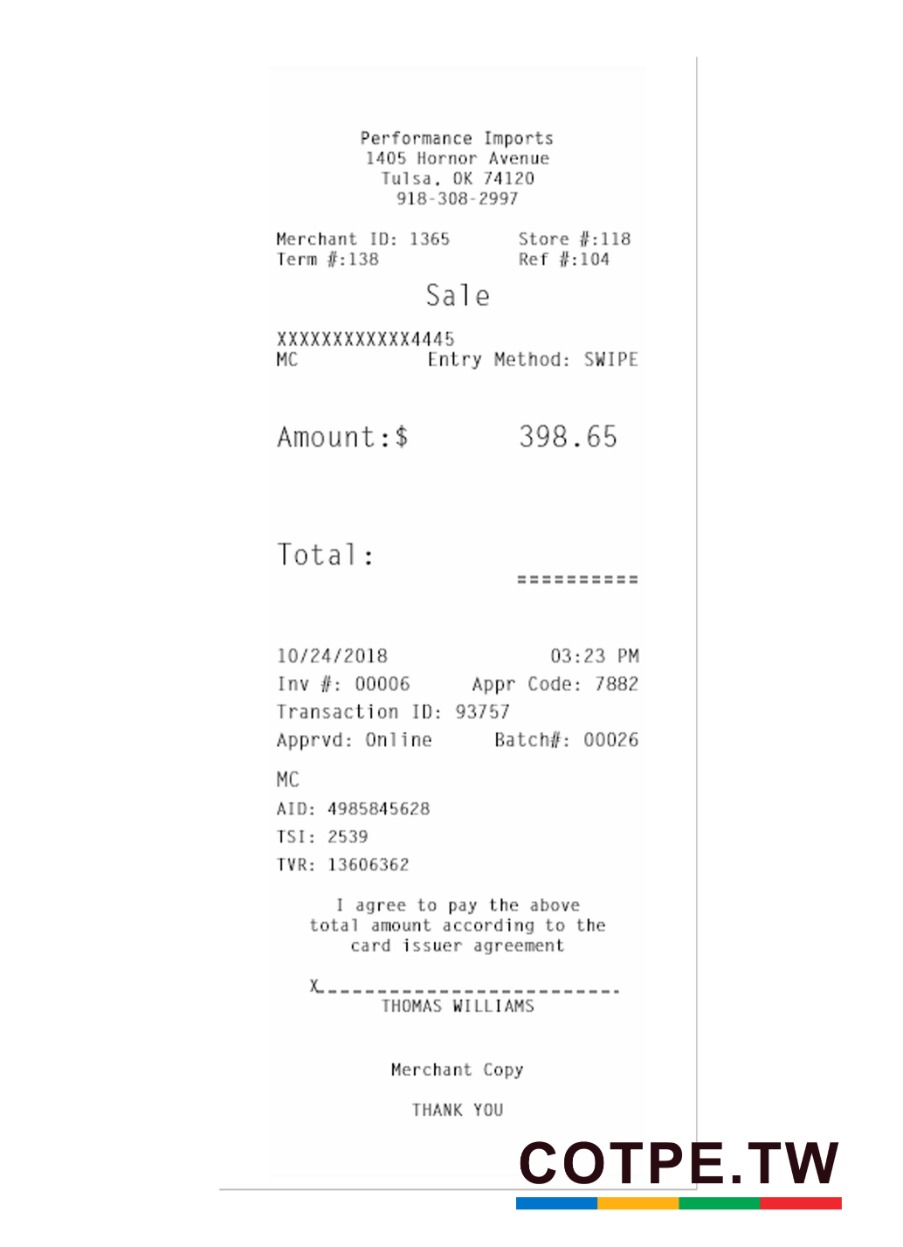 Performance Imports
1405 Hornor Avenue
Tulsa, OK 74120
918-308-2997
Merchant ID: 1365 Store #:118
Term #:138 Ref #:104
Sale
XXXXXXXXXXXX4445
MC Entry Method: SWIPE
Amount:$ 398.65
Total:
==========
10/24/2018 03:23 PM
Inv #: 00006 Appr Code: 7882
Transaction ID: 93757
Apprvd: Online Batch#: 00026
MC
AID: 4985845628
TSI: 2539
TVR: 13606362
I agree to pay the above
total amount according to the
card issuer agreement
X_________________________
THOMAS WILLIAMS
Merchant Copy
THANK YOU
COTPE.TW